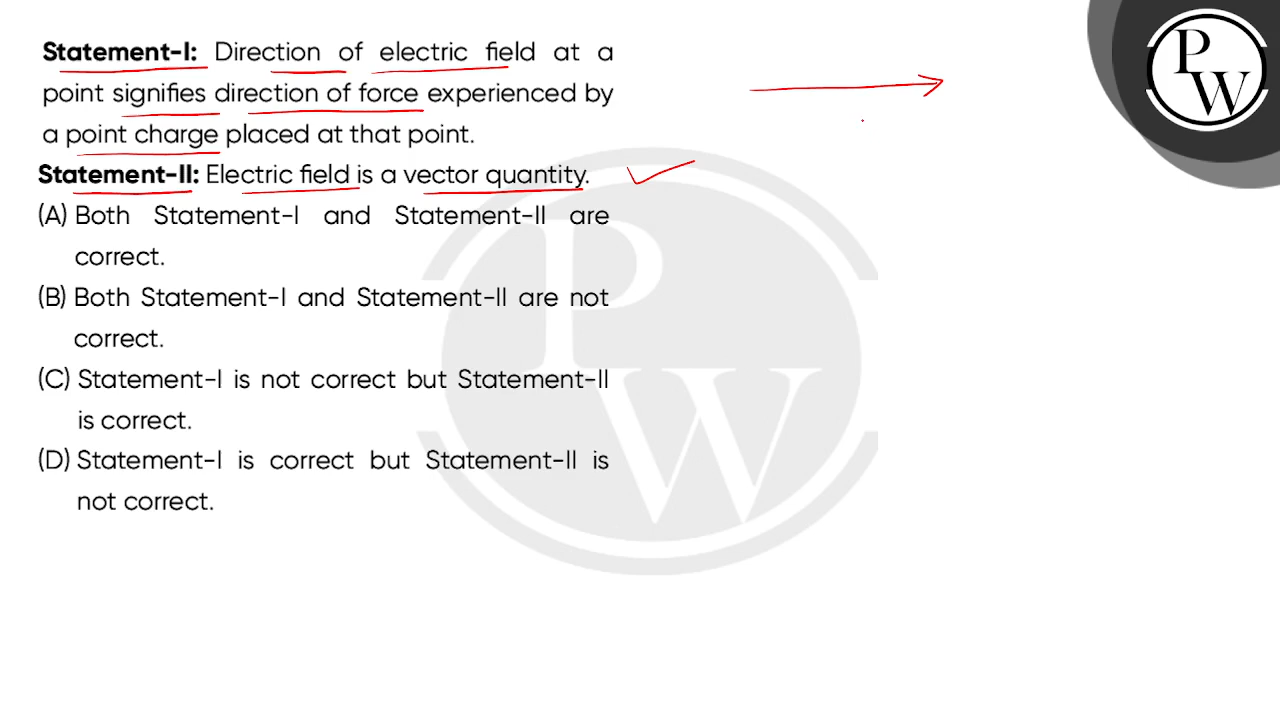 Statement-I: Direction of electric field at a
point signifies direction of force experienced by
a point charge placed at that point.
Statement-II: Electric field is a vector quantity.
(A) Both Statement-I and Statement-II are
correct.
(B) Both Statement-I and Statement-II are not
correct.
(C) Statement-I is not correct but Statement-II
is correct.
(D) Statement-I is correct but Statement-II is
not correct.
P
W
P
W